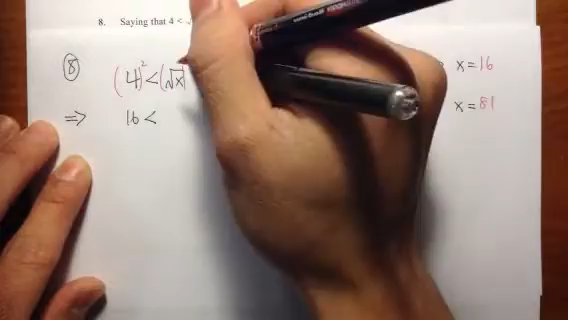 8. Saying that 4 <
⑧ (4)² < (√x) x = 16
⇒ 16 < x = 81